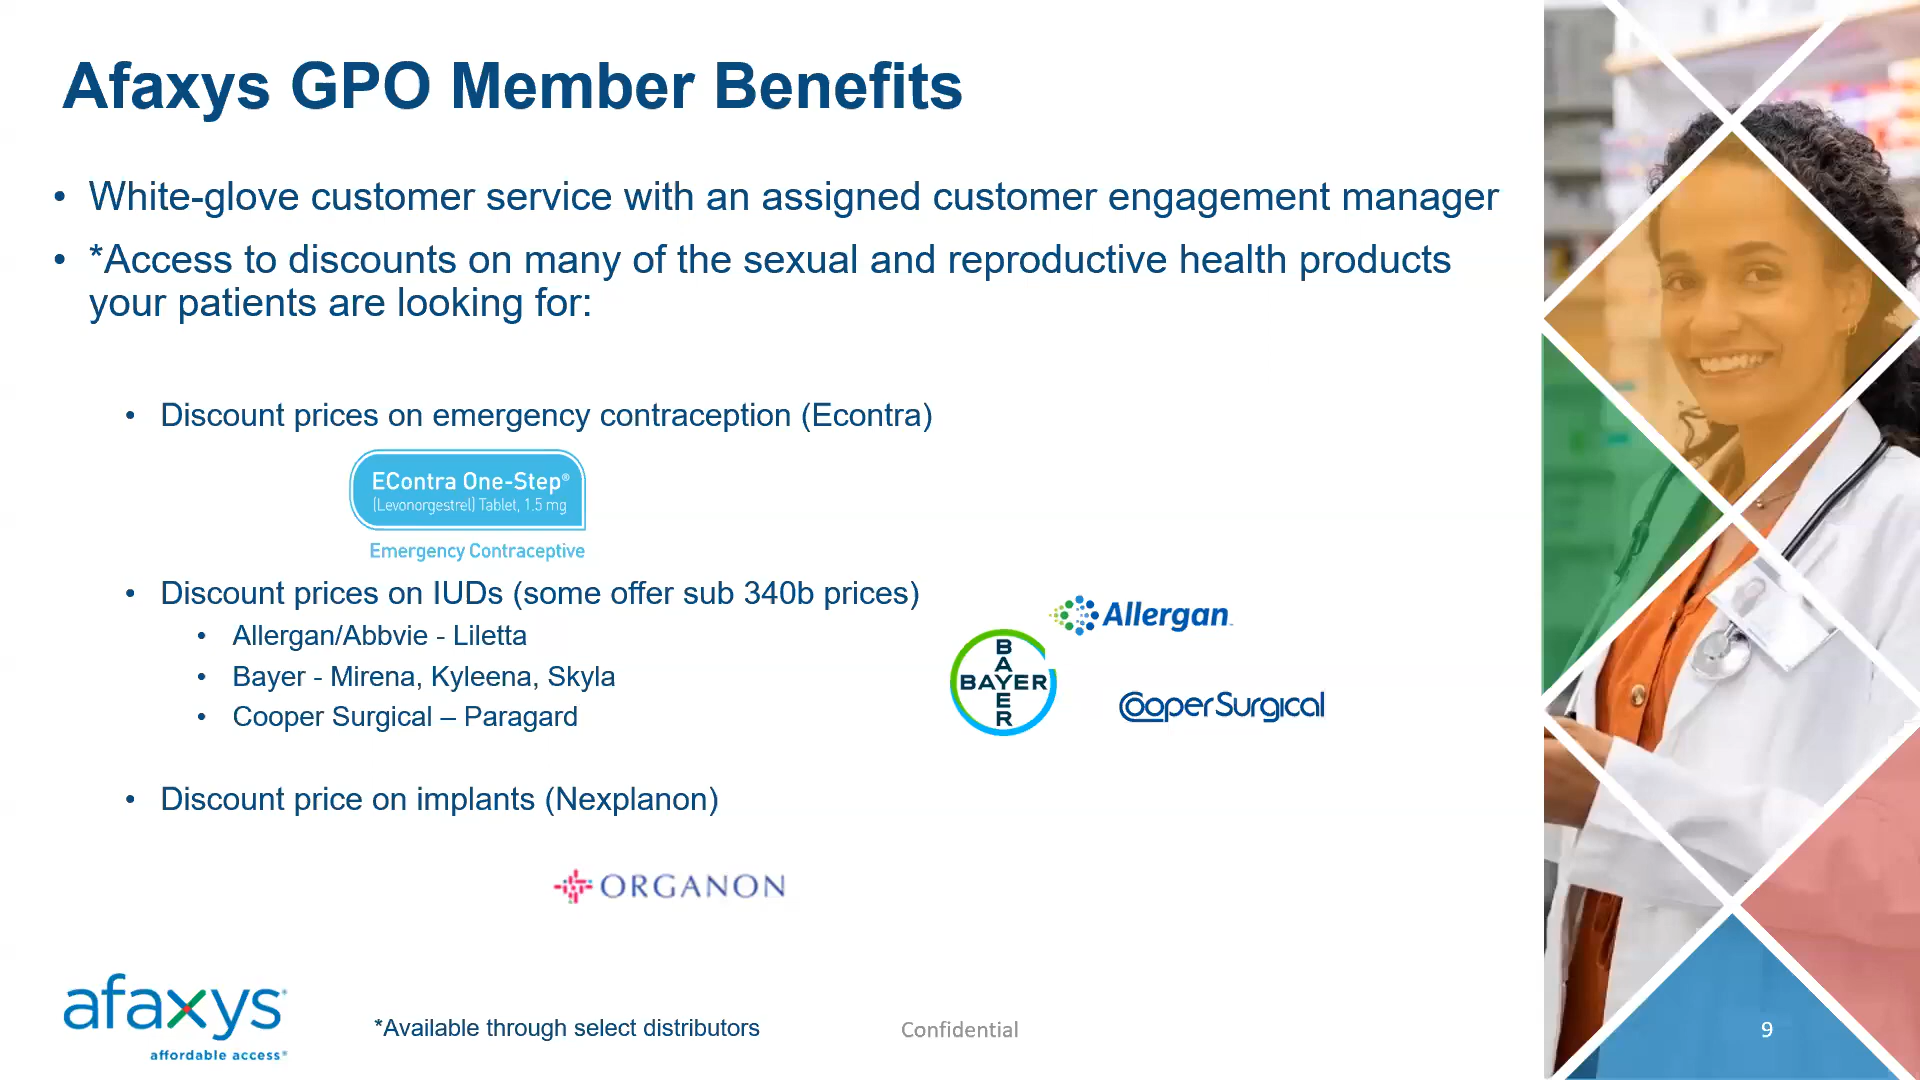 Afaxys GPO Member Benefits
• White-glove customer service with an assigned customer engagement manager
• *Access to discounts on many of the sexual and reproductive health products
your patients are looking for:
• Discount prices on emergency contraception (Econtra)
EContra One-Step®
(Levonorgestrel) Tablet, 1.5 mg
Emergency Contraceptive
• Discount prices on IUDs (some offer sub 340b prices)
• Allergan/Abbvie - Liletta
• Bayer - Mirena, Kyleena, Skyla
• Cooper Surgical – Paragard
Allergan
BAYER
BAYER
CooperSurgical
• Discount price on implants (Nexplanon)
ORGANON
afaxys®
affordable access®
*Available through select distributors
Confidential
9